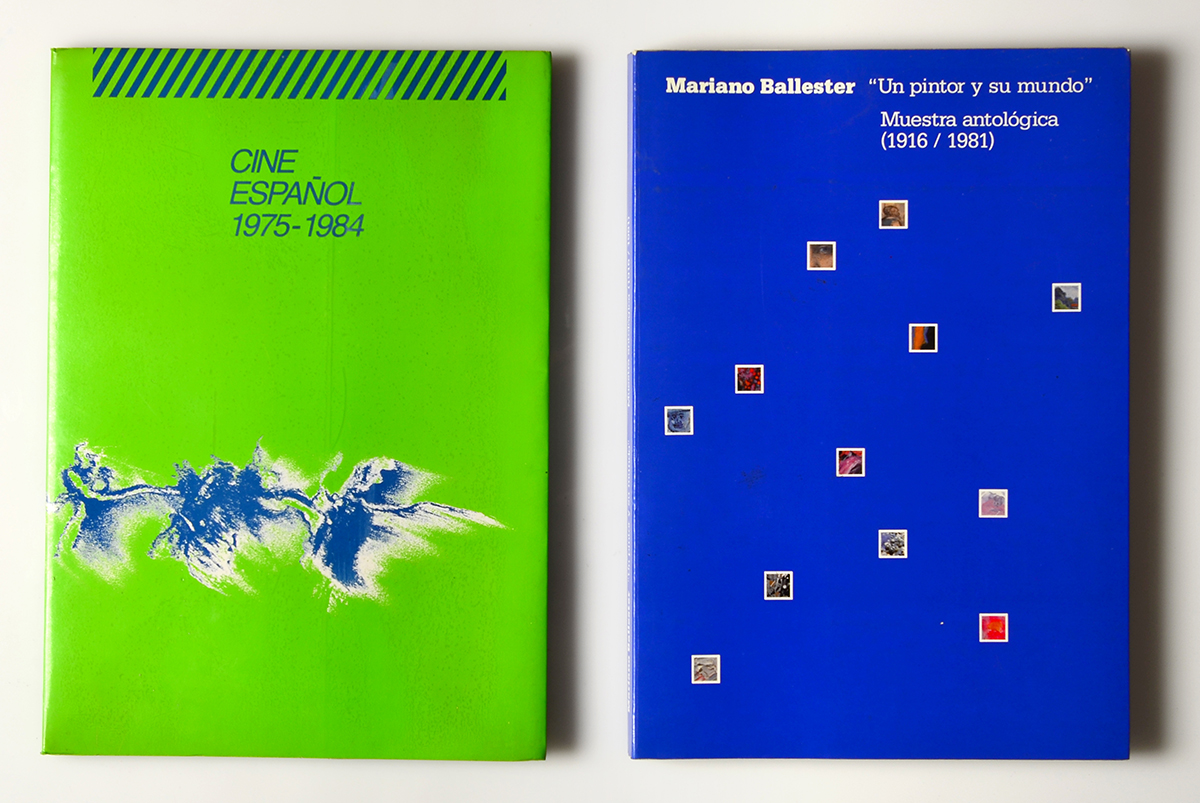 CINE
ESPAÑOL
1975-1984
Mariano Ballester “Un pintor y su mundo”
Muestra antológica
(1916 / 1981)